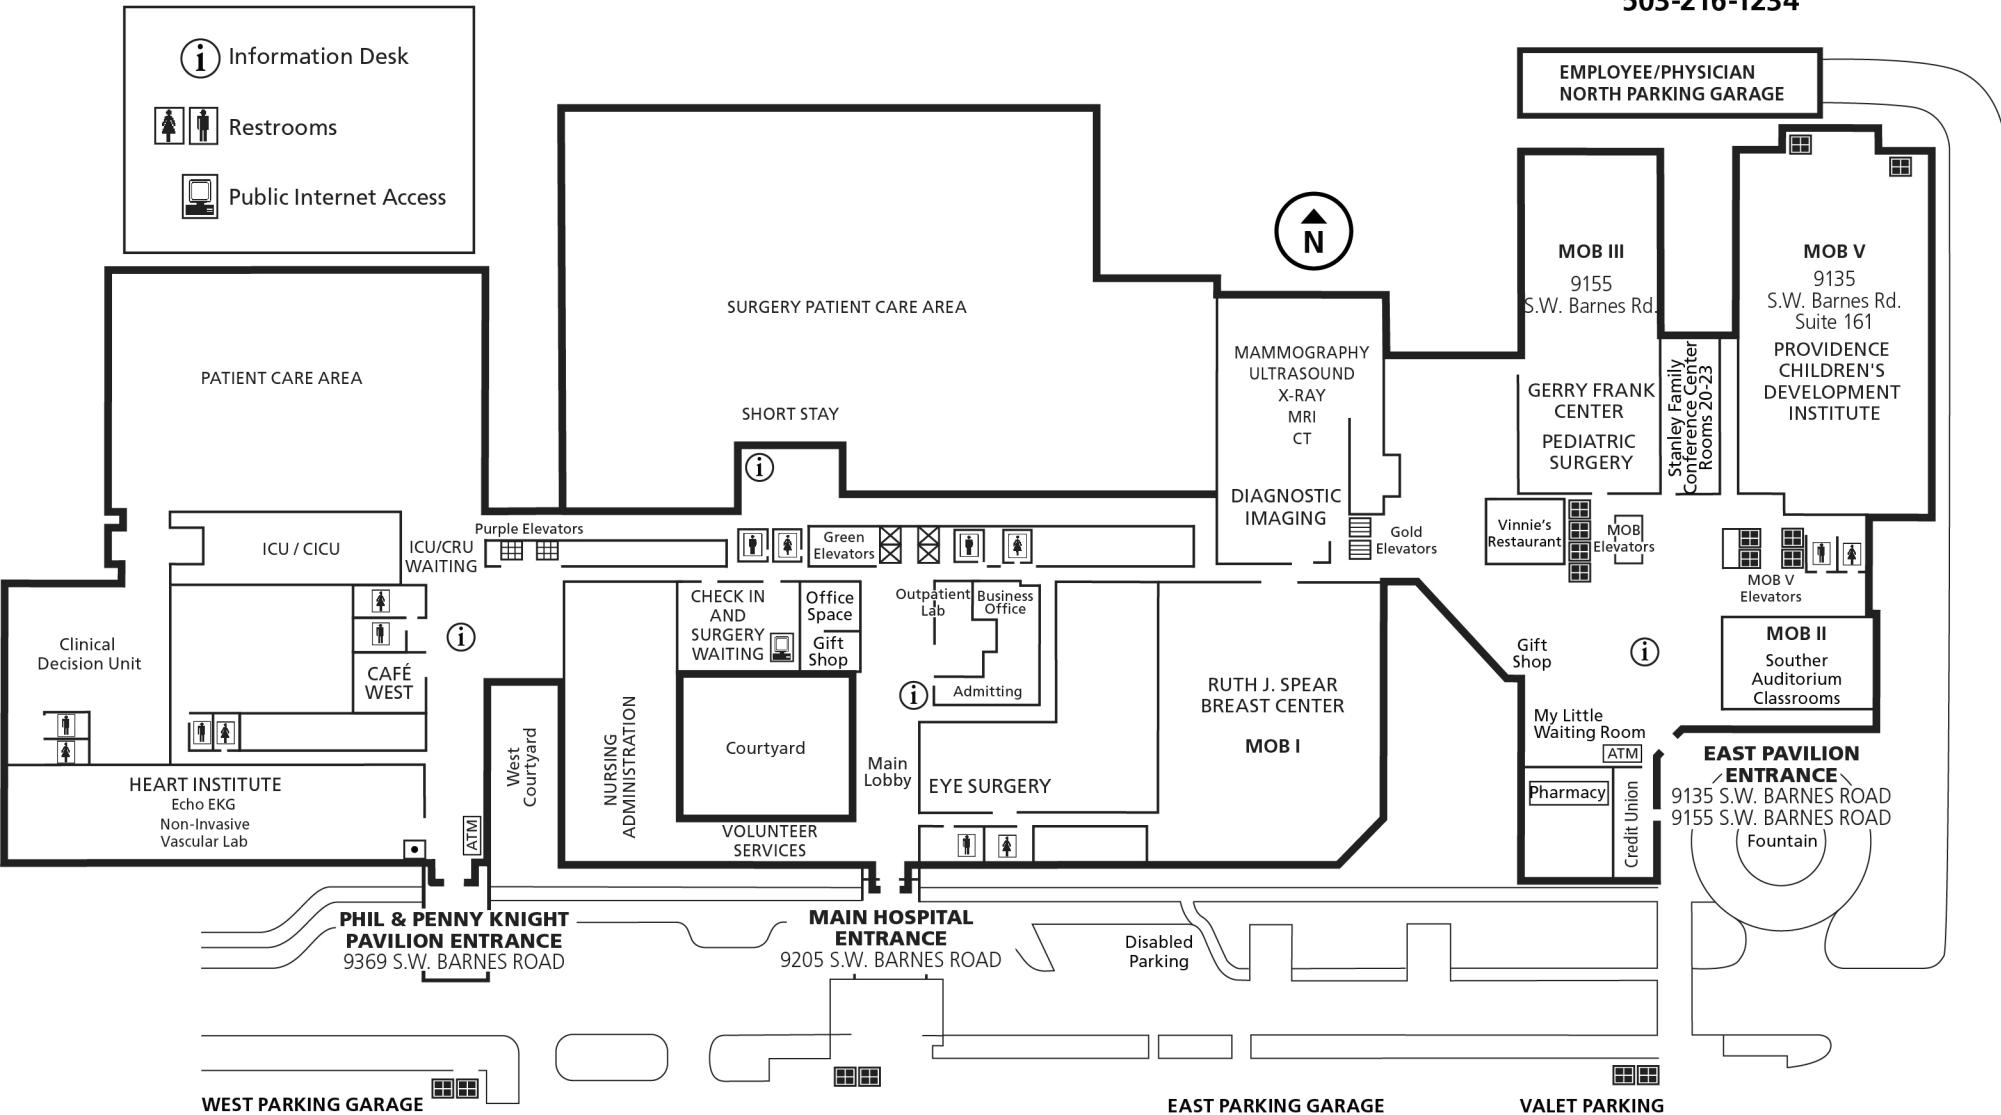 503-216-1234
i Information Desk
Restrooms
Public Internet Access
EMPLOYEE/PHYSICIAN
NORTH PARKING GARAGE
N
MOB III
9155
S.W. Barnes Rd.
MOB V
9135
S.W. Barnes Rd.
Suite 161
PROVIDENCE
CHILDREN'S
DEVELOPMENT
INSTITUTE
SURGERY PATIENT CARE AREA
PATIENT CARE AREA
SHORT STAY
i
MAMMOGRAPHY
ULTRASOUND
X-RAY
MRI
CT
DIAGNOSTIC
IMAGING
GERRY FRANK
CENTER
PEDIATRIC
SURGERY
Stanley Family
Conference Center
Rooms 20-23
ICU / CICU
ICU/CRU
WAITING
Purple Elevators
Green
Elevators
Gold
Elevators
Vinnie's
Restaurant
MOB
Elevators
MOB V
Elevators
Clinical
Decision Unit
i
CAFÉ
WEST
CHECK IN
AND
SURGERY
WAITING
Office
Space
Gift
Shop
Outpatient
Lab
Business
Office
Admitting
i
Gift
Shop
i
MOB II
Souther
Auditorium
Classrooms
RUTH J. SPEAR
BREAST CENTER
MOB I
My Little
Waiting Room
ATM
Pharmacy
Credit Union
EAST PAVILION
ENTRANCE
9135 S.W. BARNES ROAD
9155 S.W. BARNES ROAD
Fountain
HEART INSTITUTE
Echo EKG
Non-Invasive
Vascular Lab
ATM
West
Courtyard
NURSING
ADMINISTRATION
Courtyard
VOLUNTEER
SERVICES
Main
Lobby
EYE SURGERY
PHIL & PENNY KNIGHT
PAVILION ENTRANCE
9369 S.W. BARNES ROAD
MAIN HOSPITAL
ENTRANCE
9205 S.W. BARNES ROAD
Disabled
Parking
WEST PARKING GARAGE
EAST PARKING GARAGE
VALET PARKING